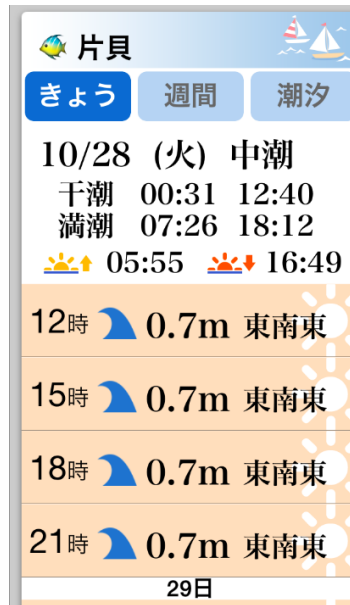 片貝
きょう 週間 潮汐
10/28 (火) 中潮
干潮 00:31 12:40
満潮 07:26 18:12
05:55 16:49
12時 0.7m 東南東
15時 0.7m 東南東
18時 0.7m 東南東
21時 0.7m 東南東
29日